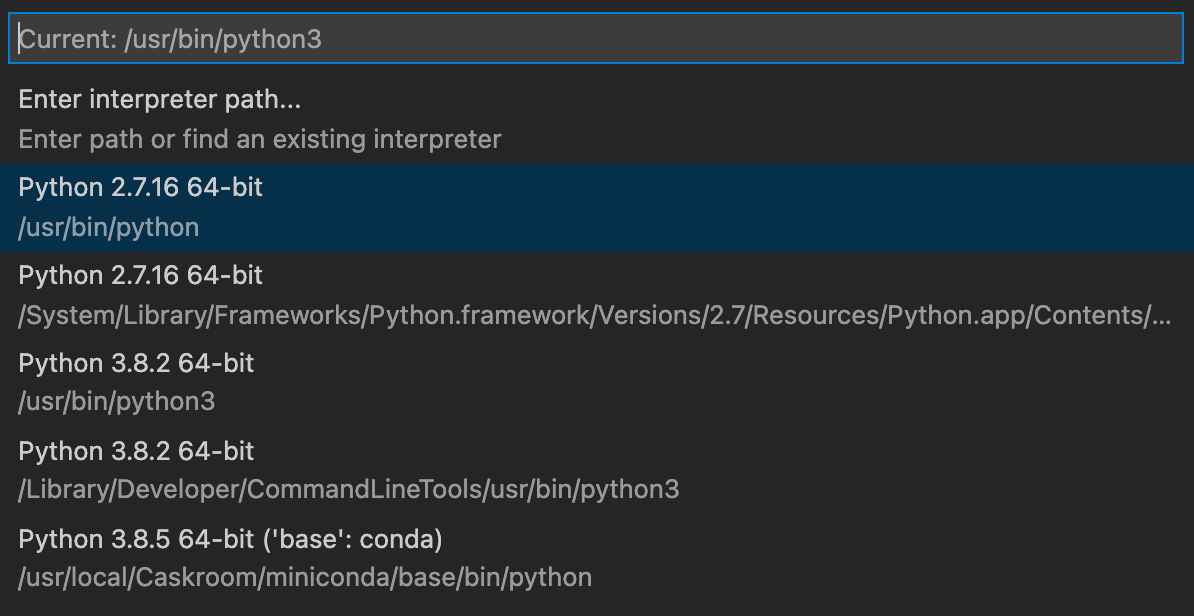 Current: /usr/bin/python3
Enter interpreter path...
Enter path or find an existing interpreter
Python 2.7.16 64-bit
/usr/bin/python
Python 2.7.16 64-bit
/System/Library/Frameworks/Python.framework/Versions/2.7/Resources/Python.app/Contents/...
Python 3.8.2 64-bit
/usr/bin/python3
Python 3.8.2 64-bit
/Library/Developer/CommandLineTools/usr/bin/python3
Python 3.8.5 64-bit ('base': conda)
/usr/local/Caskroom/miniconda/base/bin/python